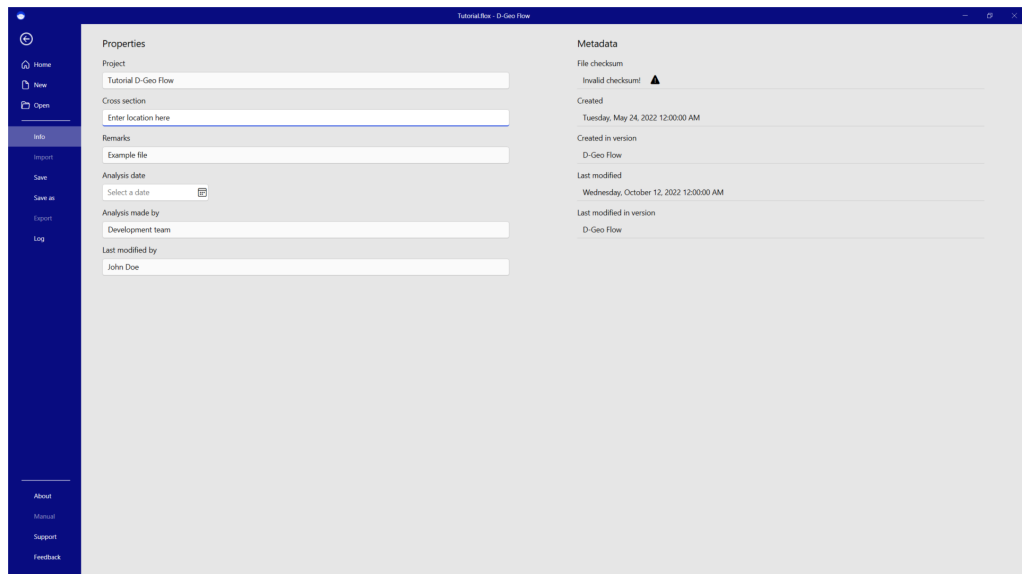 Tutorial.flox - D-Geo Flow
Home
New
Open
Info
Import
Save
Save as
Export
Log
About
Manual
Support
Feedback
Properties
Project
Tutorial D-Geo Flow
Cross section
Enter location here
Remarks
Example file
Analysis date
Select a date
Analysis made by
Development team
Last modified by
John Doe
Metadata
File checksum
Invalid checksum!
Created
Tuesday, May 24, 2022 12:00:00 AM
Created in version
D-Geo Flow
Last modified
Wednesday, October 12, 2022 12:00:00 AM
Last modified in version
D-Geo Flow